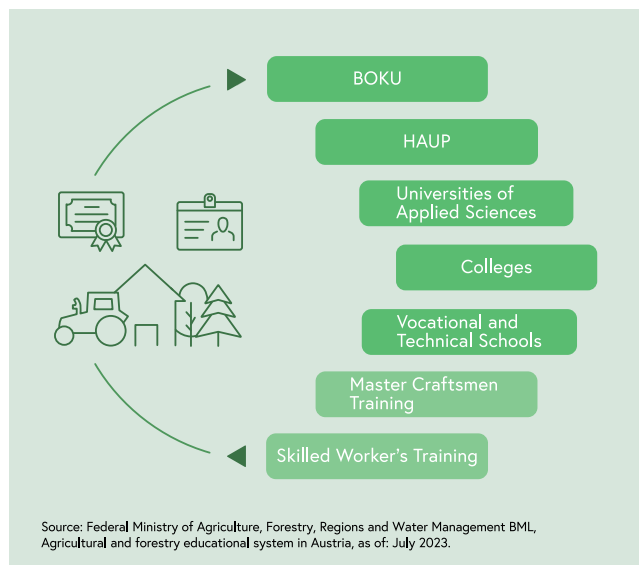 BOKU
HAUP
Universities of
Applied Sciences
Colleges
Vocational and
Technical Schools
Master Craftsmen
Training
Skilled Worker's Training
Source: Federal Ministry of Agriculture, Forestry, Regions and Water Management BML,
Agricultural and forestry educational system in Austria, as of: July 2023.